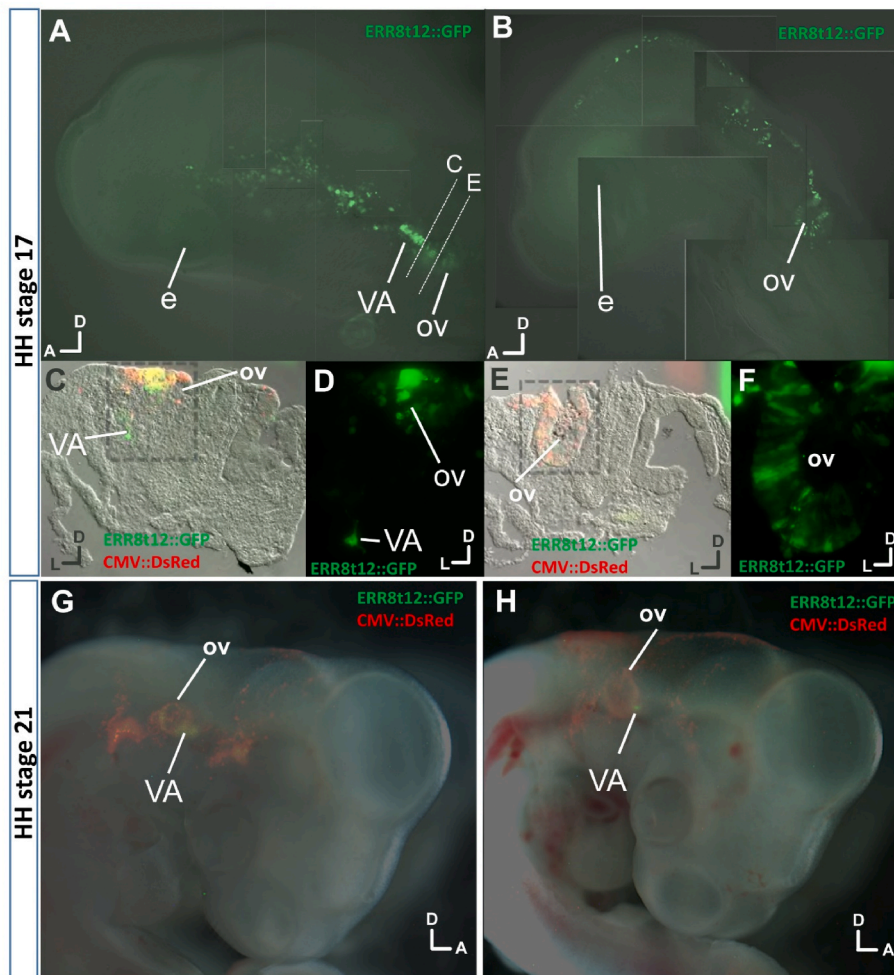 HH stage 17
A
ERR8t12::GFP
C
E
e
VA
ov
D
A
B
ERR8t12::GFP
e
ov
D
A
C
ov
VA
ERR8t12::GFP
CMV::DsRed
D
L
D
ov
VA
ERR8t12::GFP
D
L
E
ov
ERR8t12::GFP
CMV::DsRed
D
L
F
ov
ERR8t12::GFP
D
L
HH stage 21
G
ERR8t12::GFP
CMV::DsRed
ov
VA
D
A
H
ERR8t12::GFP
CMV::DsRed
ov
VA
D
A